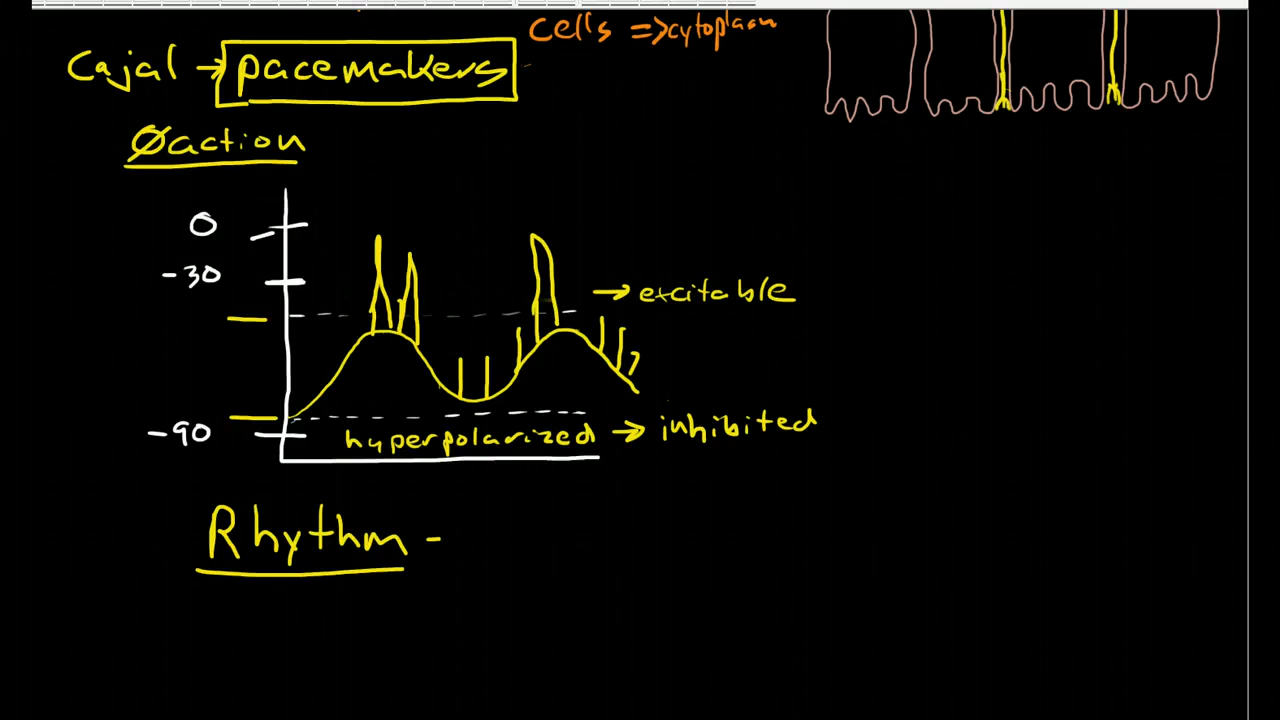 cells => cytoplasm
Cajal → pacemakers
Øaction
0
-30
→ excitable
-90
hyperpolarized → inhibited
Rhythm -